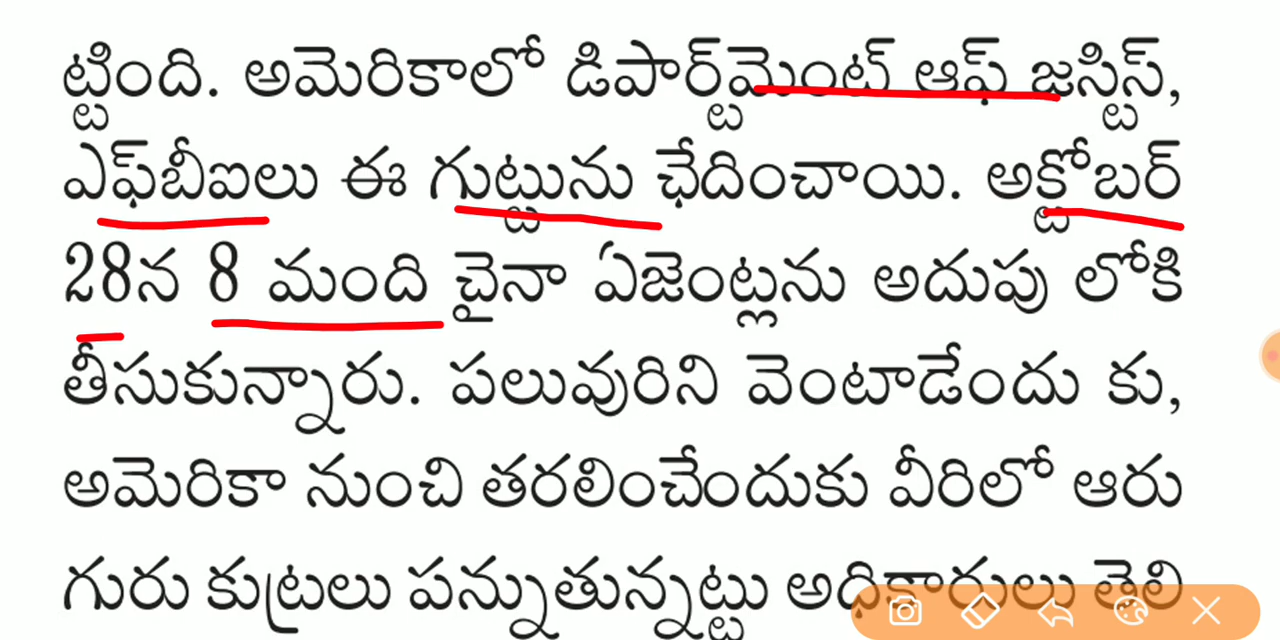 ట్టింది. అమెరికాలో డిపార్ట్‌మెంట్ ఆఫ్ జస్టిస్,
ఎఫ్‌బీఐలు ఈ గుట్టును ఛేదించాయి. అక్టోబర్
28న 8 మంది చైనా ఏజెంట్లను అదుపు లోకి
తీసుకున్నారు. పలువురిని వెంటాడేందు కు,
అమెరికా నుంచి తరలించేందుకు వీరిలో ఆరు
గురు కుట్రలు పన్నుతున్నట్టు అధికారులు తెలి